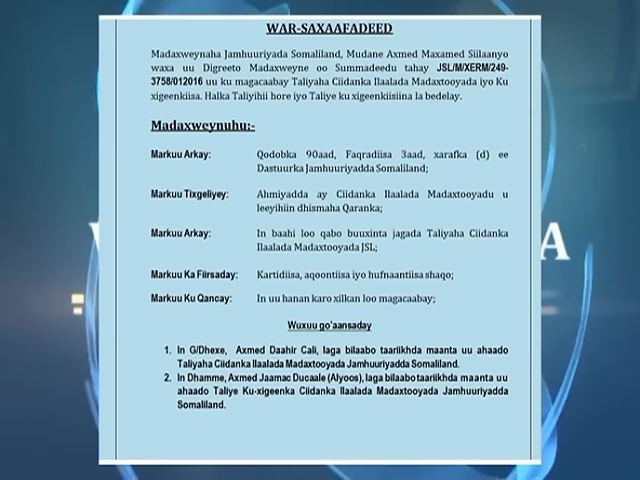 WAR-SAXAAFADEED
Madaxweynaha Jamhuuriyada Somaliland, Mudane Axmed Maxamed Siilaanyo
waxa uu Digreeto Madaxweyne oo Summadeedu tahay JSL/M/XERM/249-
3758/012016 uu ku magacaabay Taliyaha Ciidanka Ilaalada Madaxtooyada iyo Ku
xigeenkiisa. Halka Taliyihii hore iyo Taliye ku xigeenkiisiina la bedelay.
Madaxweynuhu:-
Markuu Arkay: Qodobka 90aad, Faqradiisa 3aad, xarafka (d) ee
Dastuurka Jamhuuriyadda Somaliland;
Markuu Tixgeliyey: Ahmiyadda ay Ciidanka Ilaalada Madaxtooyadu u
leeyihiin dhismaha Qaranka;
Markuu Arkay: In baahi loo qabo buuxinta jagada Taliyaha Ciidanka
Ilaalada Madaxtooyada JSL;
Markuu Ka Fiirsaday: Kartidiisa, aqoontiisa iyo hufnaantiisa shaqo;
Markuu Ku Qancay: In uu hanan karo xilkan loo magacaabay;
Wuxuu go'aansaday
1. In G/Dhexe, Axmed Daahir Cali, laga bilaabo taariikhda maanta uu ahaado
Taliyaha Ciidanka Ilaalada Madaxtooyada Jamhuuriyadda Somaliland.
2. In Dhamme, Axmed Jaamac Ducaale (Alyoos), laga bilaabo taariikhda maanta uu
ahaado Taliye Ku-xigeenka Ciidanka Ilaalada Madaxtooyada Jamhuuriyadda
Somaliland.